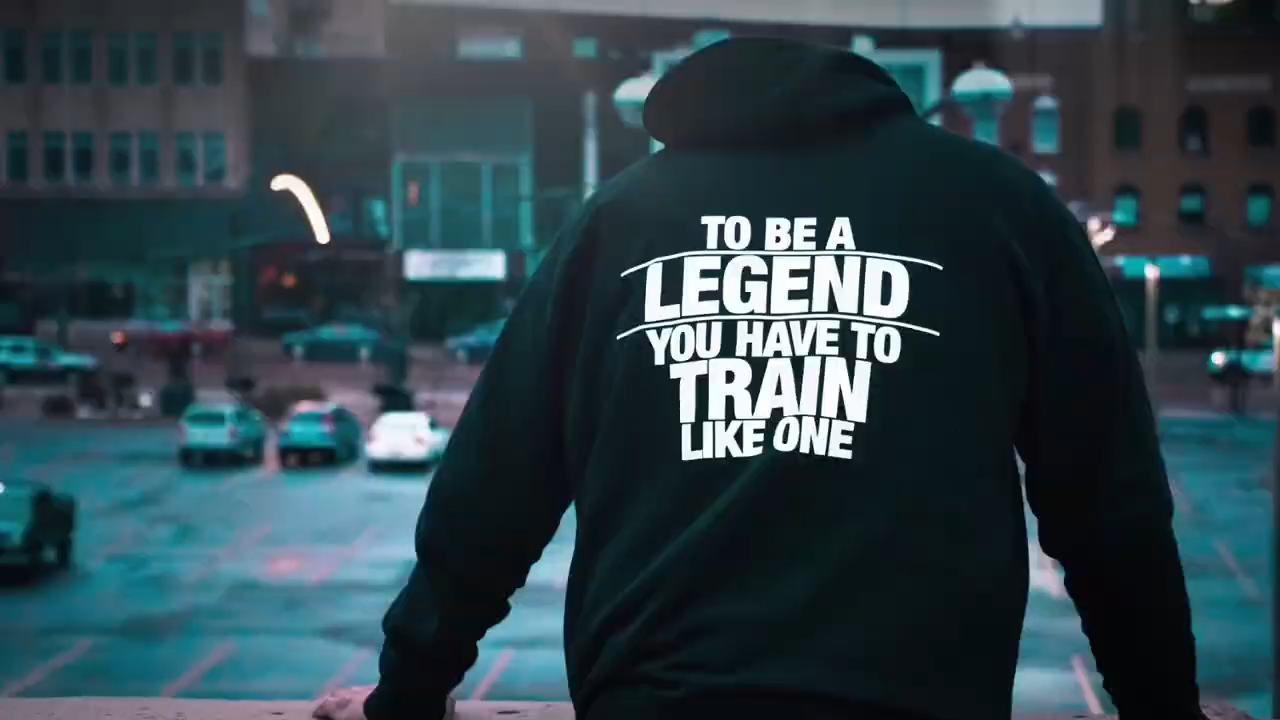 TO BE A
LEGEND
YOU HAVE TO
TRAIN
LIKE ONE